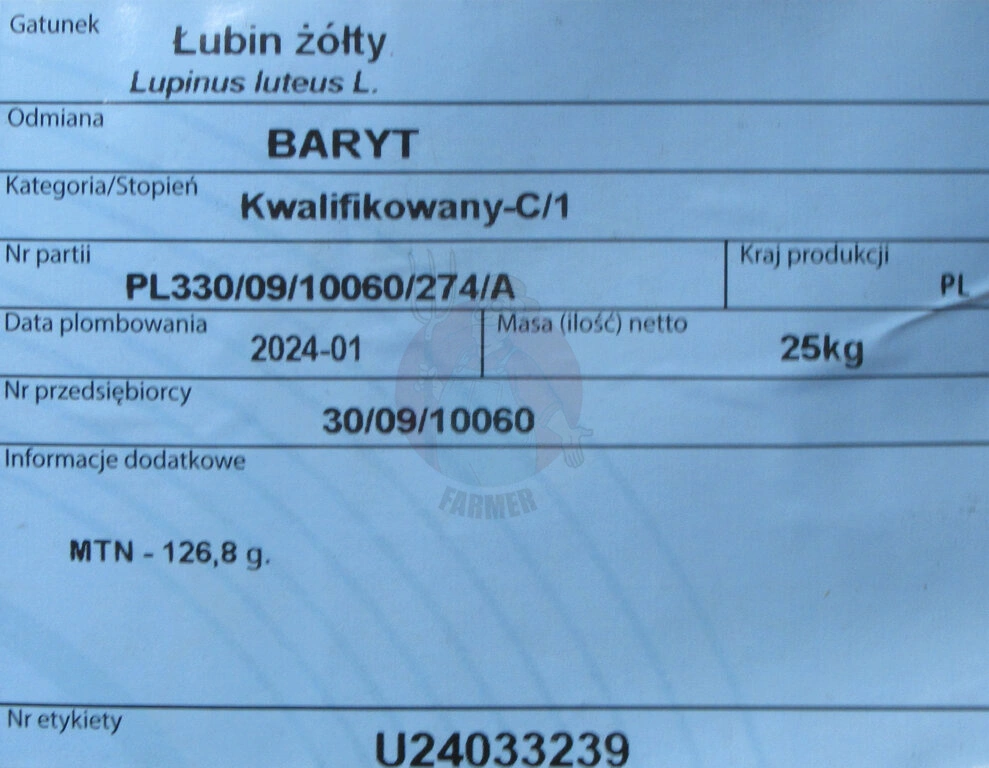 Gatunek
Łubin żółty
Lupinus luteus L.
Odmiana
BARYT
Kategoria/Stopień
Kwalifikowany-C/1
Nr partii
PL330/09/10060/274/A
Kraj produkcji
PL
Data plombowania
2024-01
Masa (ilość) netto
25kg
Nr przedsiębiorcy
30/09/10060
Informacje dodatkowe
FARMER
MTN - 126,8 g.
Nr etykiety
U24033239